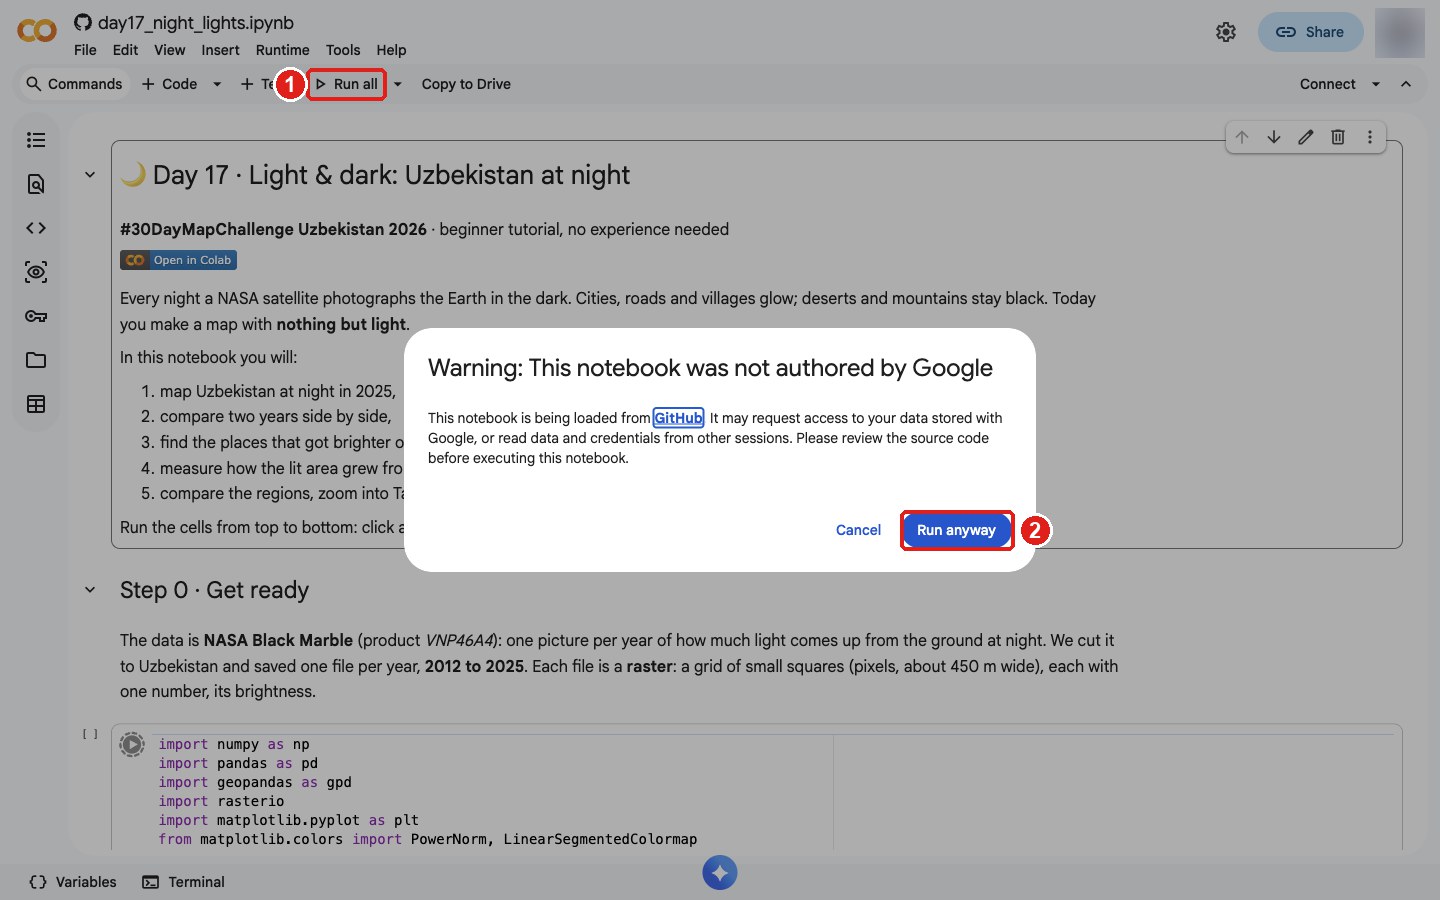 day17_night_lights.ipynb
File Edit View Insert Runtime Tools Help
Share
Commands + Code + Te 1 Run all Copy to Drive
Connect
🌙 Day 17 · Light & dark: Uzbekistan at night
#30DayMapChallenge Uzbekistan 2026 · beginner tutorial, no experience needed
Open in Colab
Every night a NASA satellite photographs the Earth in the dark. Cities, roads and villages glow; deserts and mountains stay black. Today
you make a map with nothing but light.
In this notebook you will:
1. map Uzbekistan at night in 2025,
2. compare two years side by side,
3. find the places that got brighter o
4. measure how the lit area grew fro
5. compare the regions, zoom into Ta
Run the cells from top to bottom: click a
Warning: This notebook was not authored by Google
This notebook is being loaded from GitHub. It may request access to your data stored with
Google, or read data and credentials from other sessions. Please review the source code
before executing this notebook.
Cancel Run anyway 2
Step 0 · Get ready
The data is NASA Black Marble (product VNP46A4): one picture per year of how much light comes up from the ground at night. We cut it
to Uzbekistan and saved one file per year, 2012 to 2025. Each file is a raster: a grid of small squares (pixels, about 450 m wide), each with
one number, its brightness.
[ ]
import numpy as np
import pandas as pd
import geopandas as gpd
import rasterio
import matplotlib.pyplot as plt
from matplotlib.colors import PowerNorm, LinearSegmentedColormap
Variables Terminal